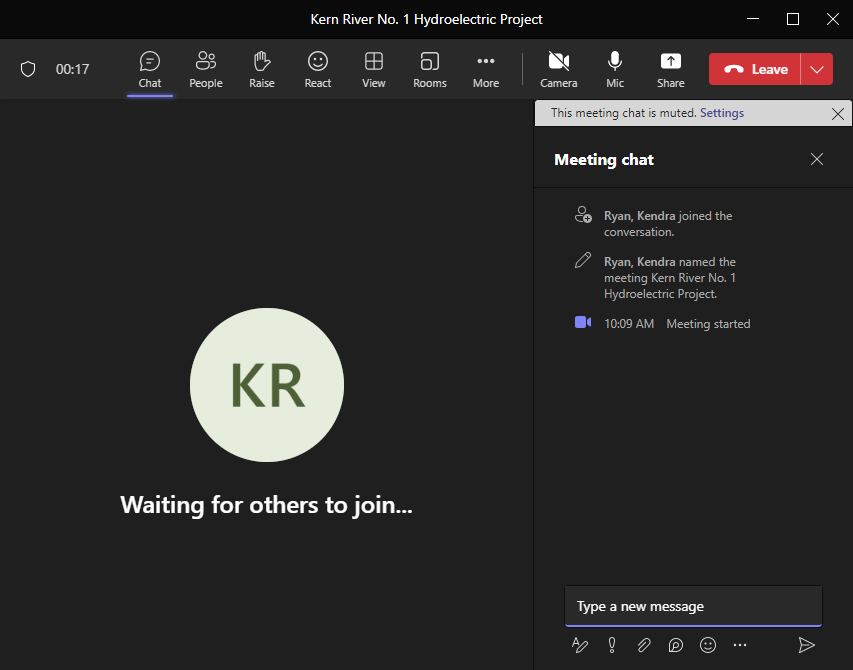 Kern River No. 1 Hydroelectric Project
00:17
Chat
People
Raise
React
View
Rooms
More
Camera
Mic
Share
Leave
This meeting chat is muted. Settings
Meeting chat
Ryan, Kendra joined the
conversation.
Ryan, Kendra named the
meeting Kern River No. 1
Hydroelectric Project.
10:09 AM Meeting started
KR
Waiting for others to join...
Type a new message